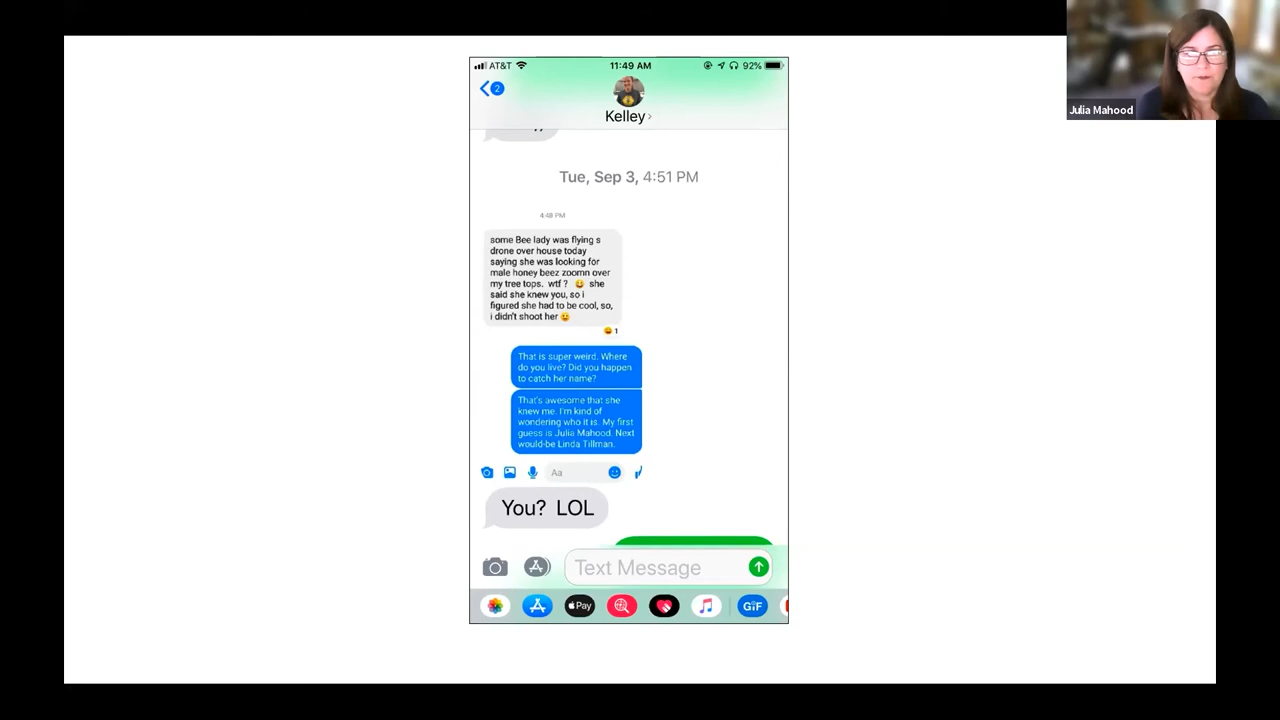 Julia Mahood
AT&T
11:49 AM
92%
2
Kelley
Tue, Sep 3, 4:51 PM
4:48 PM
some Bee lady was flying s
drone over house today
saying she was looking for
male honey beez zoomn over
my tree tops. wtf ? 😋 she
said she knew you, so i
figured she had to be cool, so,
i didn't shoot her 😋
😄 1
That is super weird. Where
do you live? Did you happen
to catch her name?
That's awesome that she
knew me. I'm kind of
wondering who it is. My first
guess is Julia Mahood. Next
would-be Linda Tillman.
Aa
You? LOL
Text Message
Pay
GIF